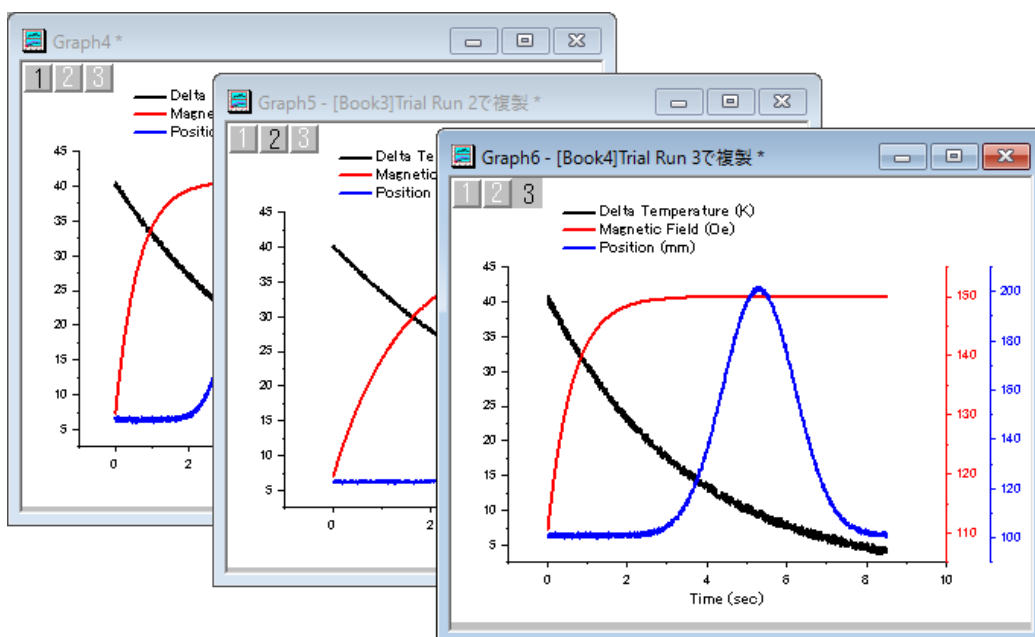 Graph4 *
1 2 3
Delta
Magne
Positio
45
40
35
30
25
20
15
10
5
0
2
Graph5 - [Book3]Trial Run 2で複製 *
1 2 3
Delta Te
Magnetic
Position
45
40
35
30
25
20
15
10
5
0
2
Graph6 - [Book4]Trial Run 3で複製 *
1 2 3
Delta Temperature (K)
Magnetic Field (Oe)
Position (mm)
45
40
35
30
25
20
15
10
5
150
140
130
120
110
200
180
160
140
120
100
0 2 4 6 8 10
Time (sec)